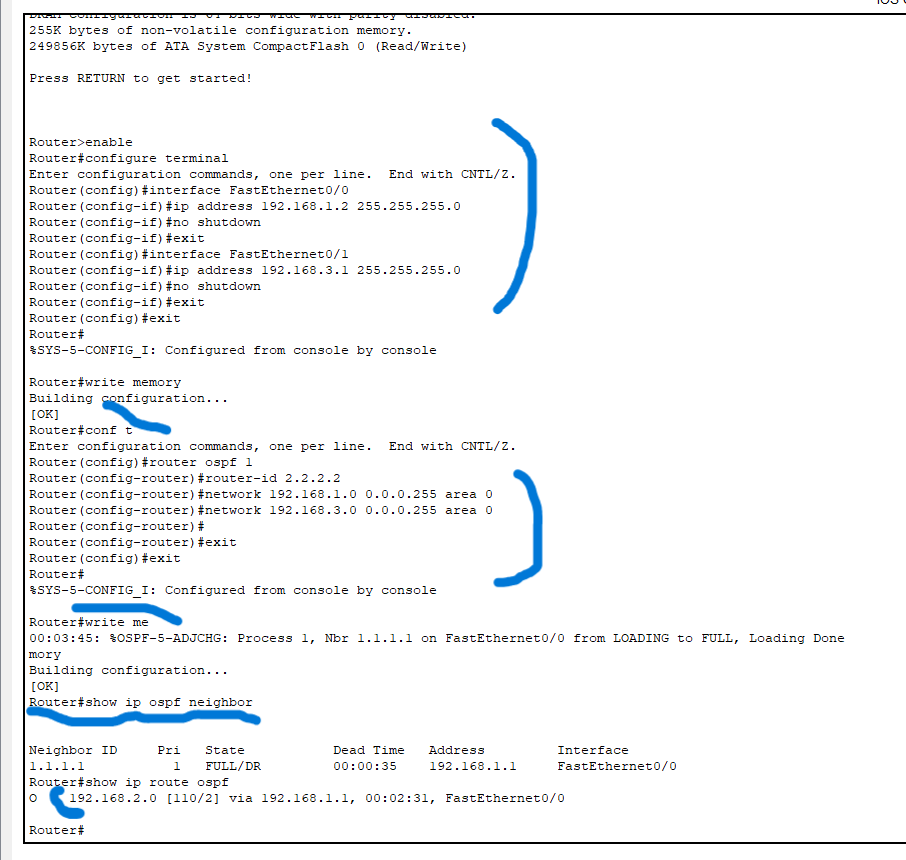 255K bytes of non-volatile configuration memory.
249856K bytes of ATA System CompactFlash 0 (Read/Write)
Press RETURN to get started!
Router>enable
Router#configure terminal
Enter configuration commands, one per line.  End with CNTL/Z.
Router(config)#interface FastEthernet0/0
Router(config-if)#ip address 192.168.1.2 255.255.255.0
Router(config-if)#no shutdown
Router(config-if)#exit
Router(config)#interface FastEthernet0/1
Router(config-if)#ip address 192.168.3.1 255.255.255.0
Router(config-if)#no shutdown
Router(config-if)#exit
Router(config)#exit
Router#
%SYS-5-CONFIG_I: Configured from console by console
Router#write memory
Building configuration...
[OK]
Router#conf t
Enter configuration commands, one per line.  End with CNTL/Z.
Router(config)#router ospf 1
Router(config-router)#router-id 2.2.2.2
Router(config-router)#network 192.168.1.0 0.0.0.255 area 0
Router(config-router)#network 192.168.3.0 0.0.0.255 area 0
Router(config-router)#
Router(config-router)#exit
Router(config)#exit
Router#
%SYS-5-CONFIG_I: Configured from console by console
Router#write me
00:03:45: %OSPF-5-ADJCHG: Process 1, Nbr 1.1.1.1 on FastEthernet0/0 from LOADING to FULL, Loading Done
mory
Building configuration...
[OK]
Router#show ip ospf neighbor
Neighbor ID     Pri   State           Dead Time   Address         Interface
1.1.1.1           1   FULL/DR         00:00:35    192.168.1.1     FastEthernet0/0
Router#show ip route ospf
O    192.168.2.0 [110/2] via 192.168.1.1, 00:02:31, FastEthernet0/0
Router#